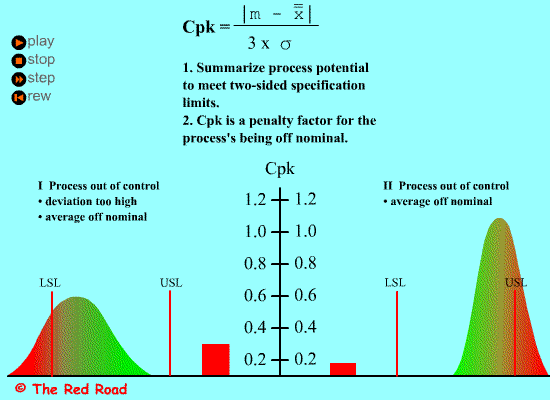 play
stop
step
rew
Cpk = |m - x̿|
3 x σ
1. Summarize process potential
to meet two-sided specification
limits.
2. Cpk is a penalty factor for the
process's being off nominal.
I Process out of control
• deviation too high
• average off nominal
Cpk
II Process out of control
• average off nominal
1.2 1.2
1.0 1.0
0.8 0.8
0.6 0.6
0.4 0.4
0.2 0.2
LSL USL
LSL USL
© The Red Road